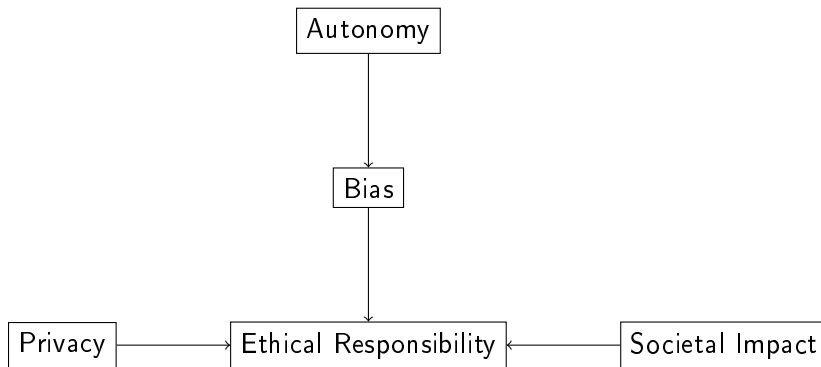 Autonomy
Bias
Privacy
Ethical Responsibility
Societal Impact